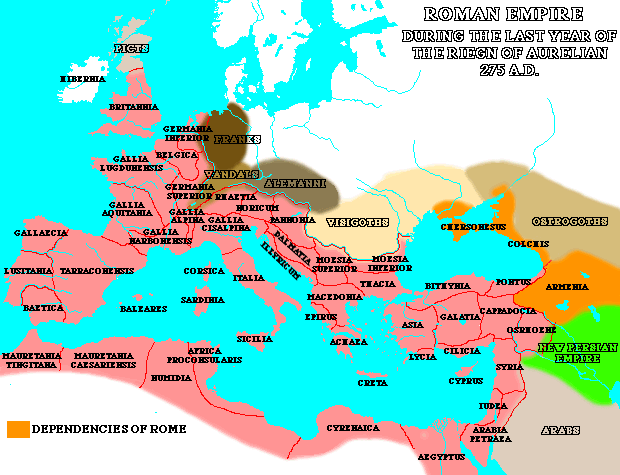 ROMAN EMPIRE
DURING THE LAST YEAR OF
THE RIEGN OF AURELIAN
275 A.D.
PICTS
HIBERNIA
BRITANNIA
GERMANIA
INFERIOR
FRANKS
BELGICA
GALLIA
LUGDUNENSIS
VANDALS
ALEMANNI
GERMANIA
SUPERIOR
RHAETIA
NORICUM
GALLIA
AQUITANIA
GALLIA
ALPINA
GALLIA
CISALPINA
PANNONIA
VISIGOTHS
CHERSONESUS
OSTROGOTHS
GALLAECIA
GALLIA
NARBONENSIS
DALMATIA
ILLYRICUM
COLCHIS
LUSITANIA
TARRACONENSIS
CORSICA
ITALIA
MOESIA
SUPERIOR
MOESIA
INFERIOR
THACIA
BITHYNIA
PONTUS
ARMENIA
BAETICA
BALEARES
SARDINIA
MACEDONIA
EPIRUS
ASIA
GALATIA
CAPPADOCIA
OSRHOENE
SICILIA
ACHAEA
LYCIA
CILICIA
NEW PERSIAN
EMPIRE
MAURETANIA
TINGITANA
MAURETANIA
CAESARIENSIS
AFRICA
PROCONSULARIS
NUMIDIA
CRETA
CYPRUS
SYRIA
IUDEA
DEPENDENCIES OF ROME
CYRENAICA
ARABIA
PETRAEA
ARABS
AEGYPTUS